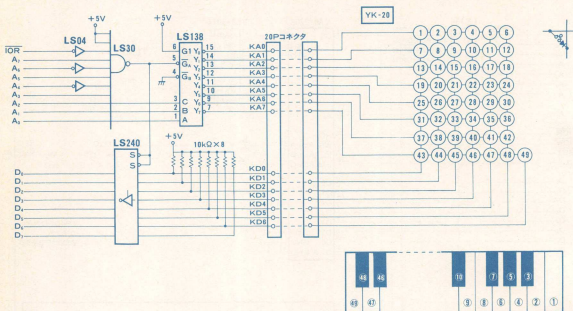 YK-20
+5V
+5V
LS04
LS30
LS138
20Pコネクタ
IOR
A₇
A₆
A₅
A₄
A₃
A₂
A₁
A₀
6 G1 Y₀ 15 KA0
5 G̅A Y₁ 14 KA1
Y₂ 13 KA2
4 G̅B Y₃ 12 KA3
Y₄ 11 KA4
Y₅ 10 KA5
3 C Y₆ 9 KA6
2 B Y₇ 7 KA7
1 A
1 2 3 4 5 6
7 8 9 10 11 12
13 14 15 16 17 18
19 20 21 22 23 24
25 26 27 28 29 30
31 32 33 34 35 36
37 38 39 40 41 42
43 44 45 46 47 48 49
+5V
10kΩ×8
LS240
S
S
D₀ KD0
D₁ KD1
D₂ KD2
D₃ KD3
D₄ KD4
D₅ KD5
D₆ KD6
D₇
48 46 10 7 5 3
49 47 9 8 6 4 2 1